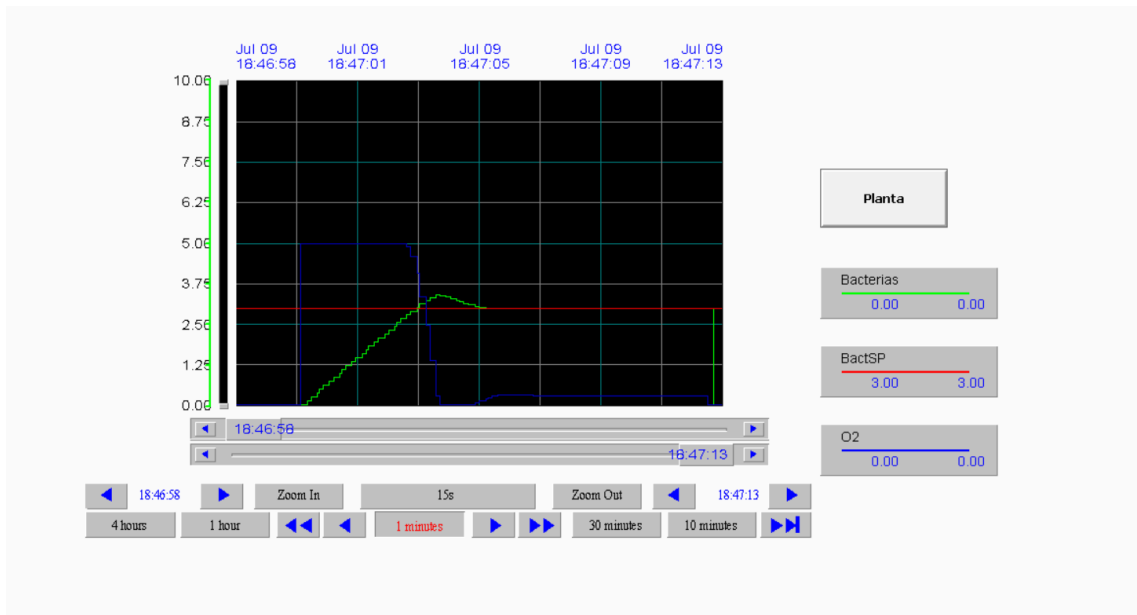 Jul 09 Jul 09 Jul 09 Jul 09 Jul 09
18:46:58 18:47:01 18:47:05 18:47:09 18:47:13
10.00
8.75
7.50
6.25
5.00
3.75
2.50
1.25
0.00
Planta
Bacterias
0.00 0.00
BactSP
3.00 3.00
O2
0.00 0.00
18:46:58
18:47:13
18:46:58 Zoom In 15s Zoom Out 18:47:13
4 hours 1 hour 1 minutes 30 minutes 10 minutes